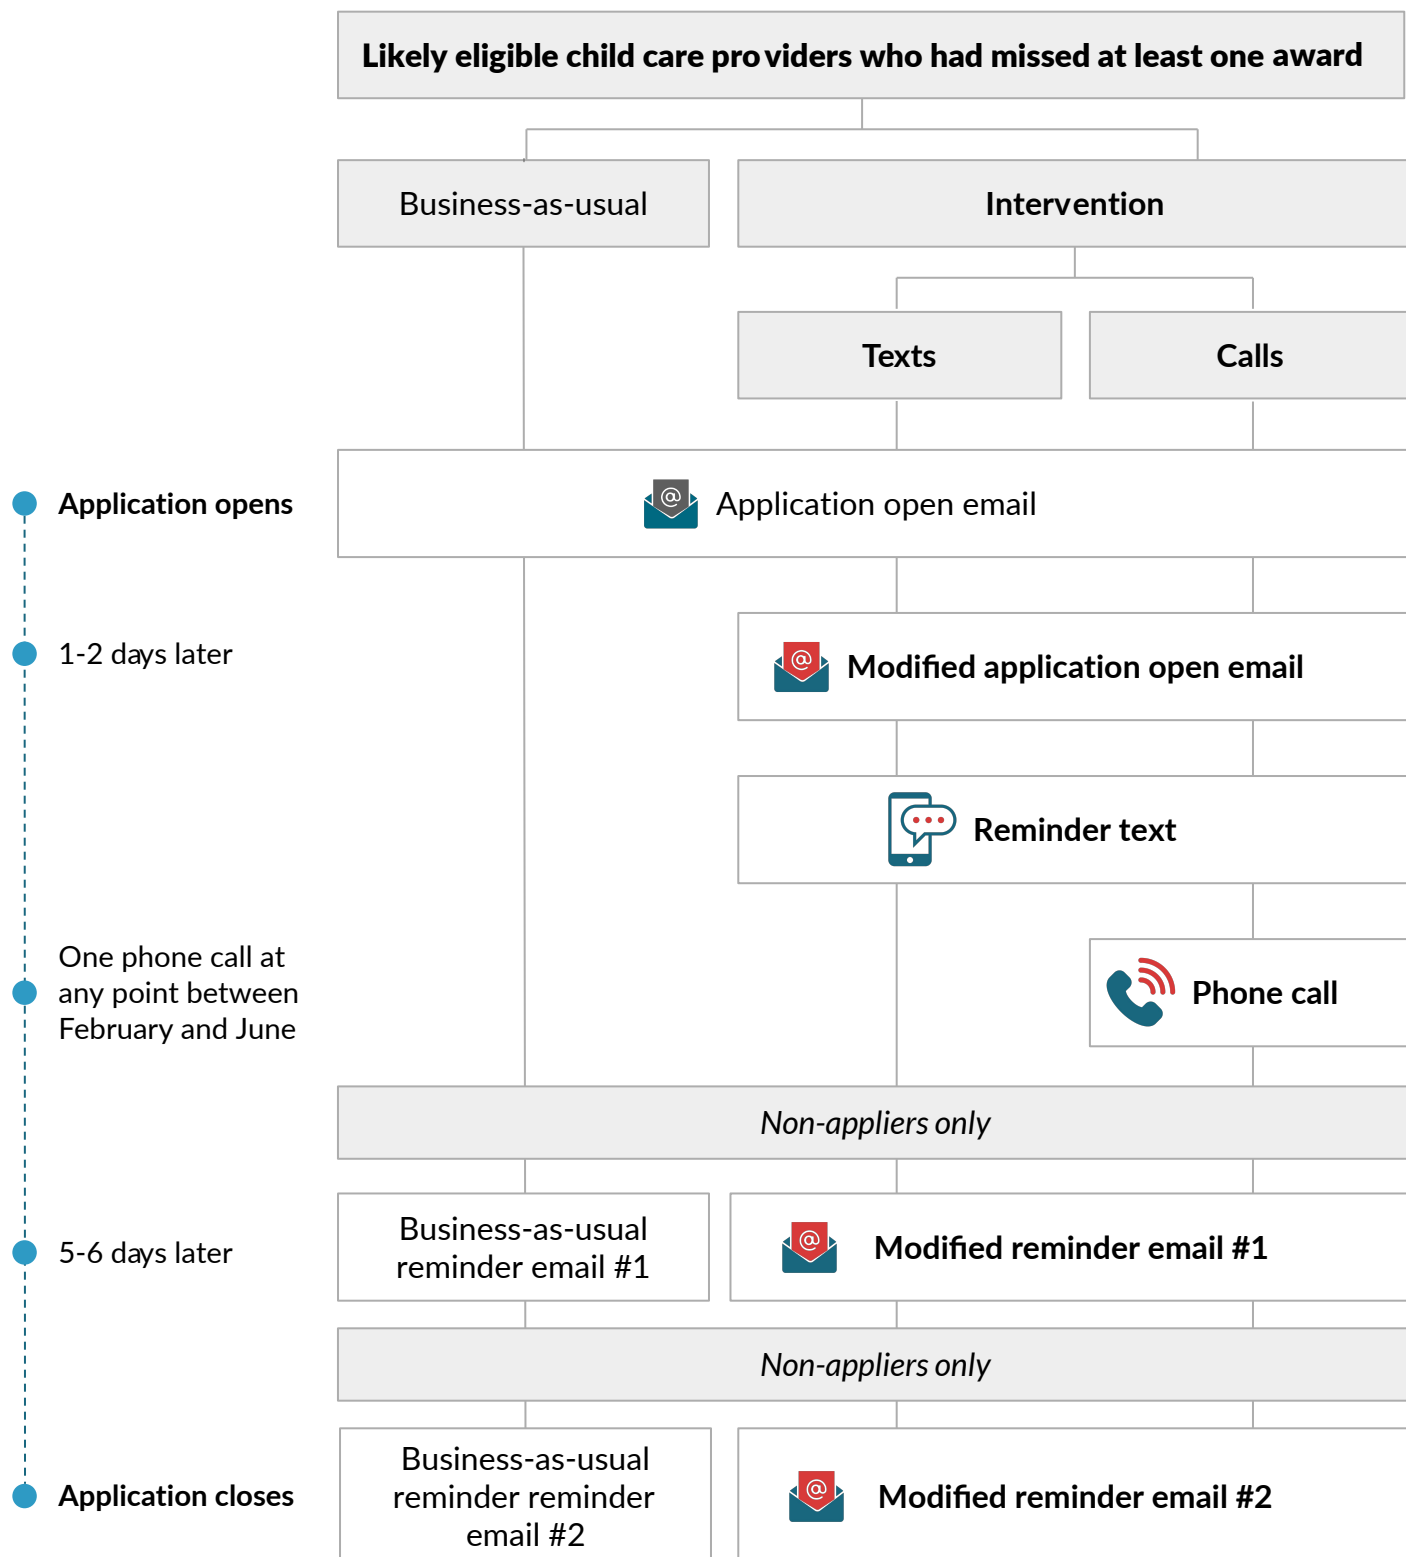 Likely eligible child care providers who had missed at least one award
Business-as-usual
Intervention
Texts
Calls
Application opens
@ Application open email
1-2 days later
@ Modified application open email
Reminder text
One phone call at
any point between
February and June
Phone call
Non-appliers only
5-6 days later
Business-as-usual
reminder email #1
@ Modified reminder email #1
Non-appliers only
Application closes
Business-as-usual
reminder reminder
email #2
@ Modified reminder email #2